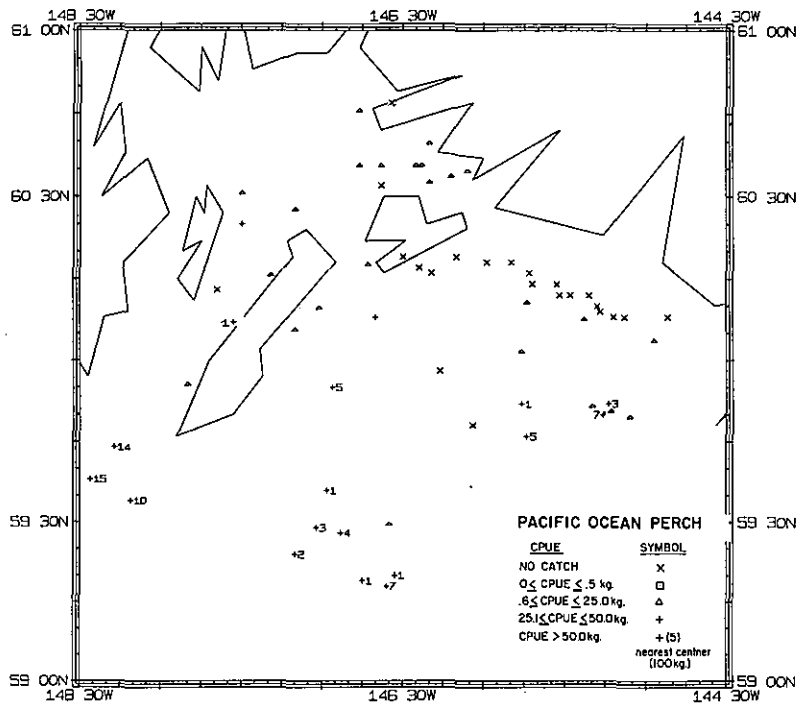 148 30W 146 30W 144 30W
61 00N 61 00N
60 30N 60 30N
1+
+5
+1 +3
7+
+5
+14
+15
+10
+1
+3
+4
+2
+1 +1
+7
59 30N 59 30N
PACIFIC OCEAN PERCH
CPUE SYMBOL
NO CATCH X
0≤ CPUE ≤ .5 kg. □
.6≤ CPUE ≤ 25.0kg. △
25.1≤ CPUE ≤ 50.0kg. +
CPUE > 50.0kg. + (5)
nearest centner
(100kg.)
59 00N 59 00N
148 30W 146 30W 144 30W